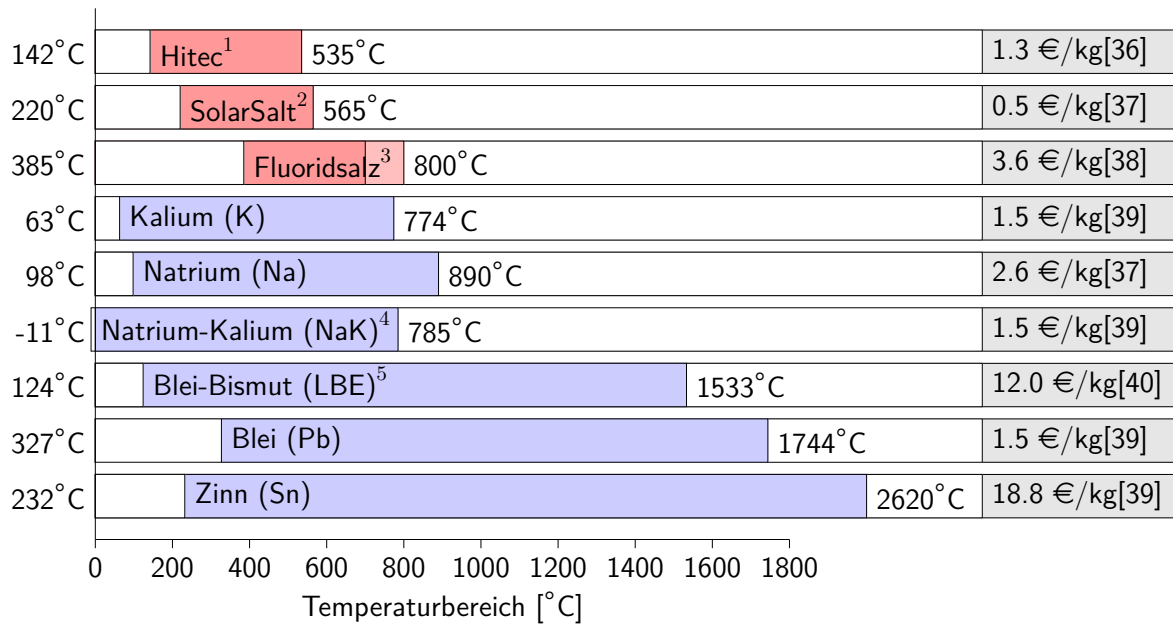 142°C Hitec¹ 535°C 1.3 €/kg[36]
220°C SolarSalt² 565°C 0.5 €/kg[37]
385°C Fluoridsalz³ 800°C 3.6 €/kg[38]
63°C Kalium (K) 774°C 1.5 €/kg[39]
98°C Natrium (Na) 890°C 2.6 €/kg[37]
-11°C Natrium-Kalium (NaK)⁴ 785°C 1.5 €/kg[39]
124°C Blei-Bismut (LBE)⁵ 1533°C 12.0 €/kg[40]
327°C Blei (Pb) 1744°C 1.5 €/kg[39]
232°C Zinn (Sn) 2620°C 18.8 €/kg[39]
0 200 400 600 800 1000 1200 1400 1600 1800
Temperaturbereich [°C]